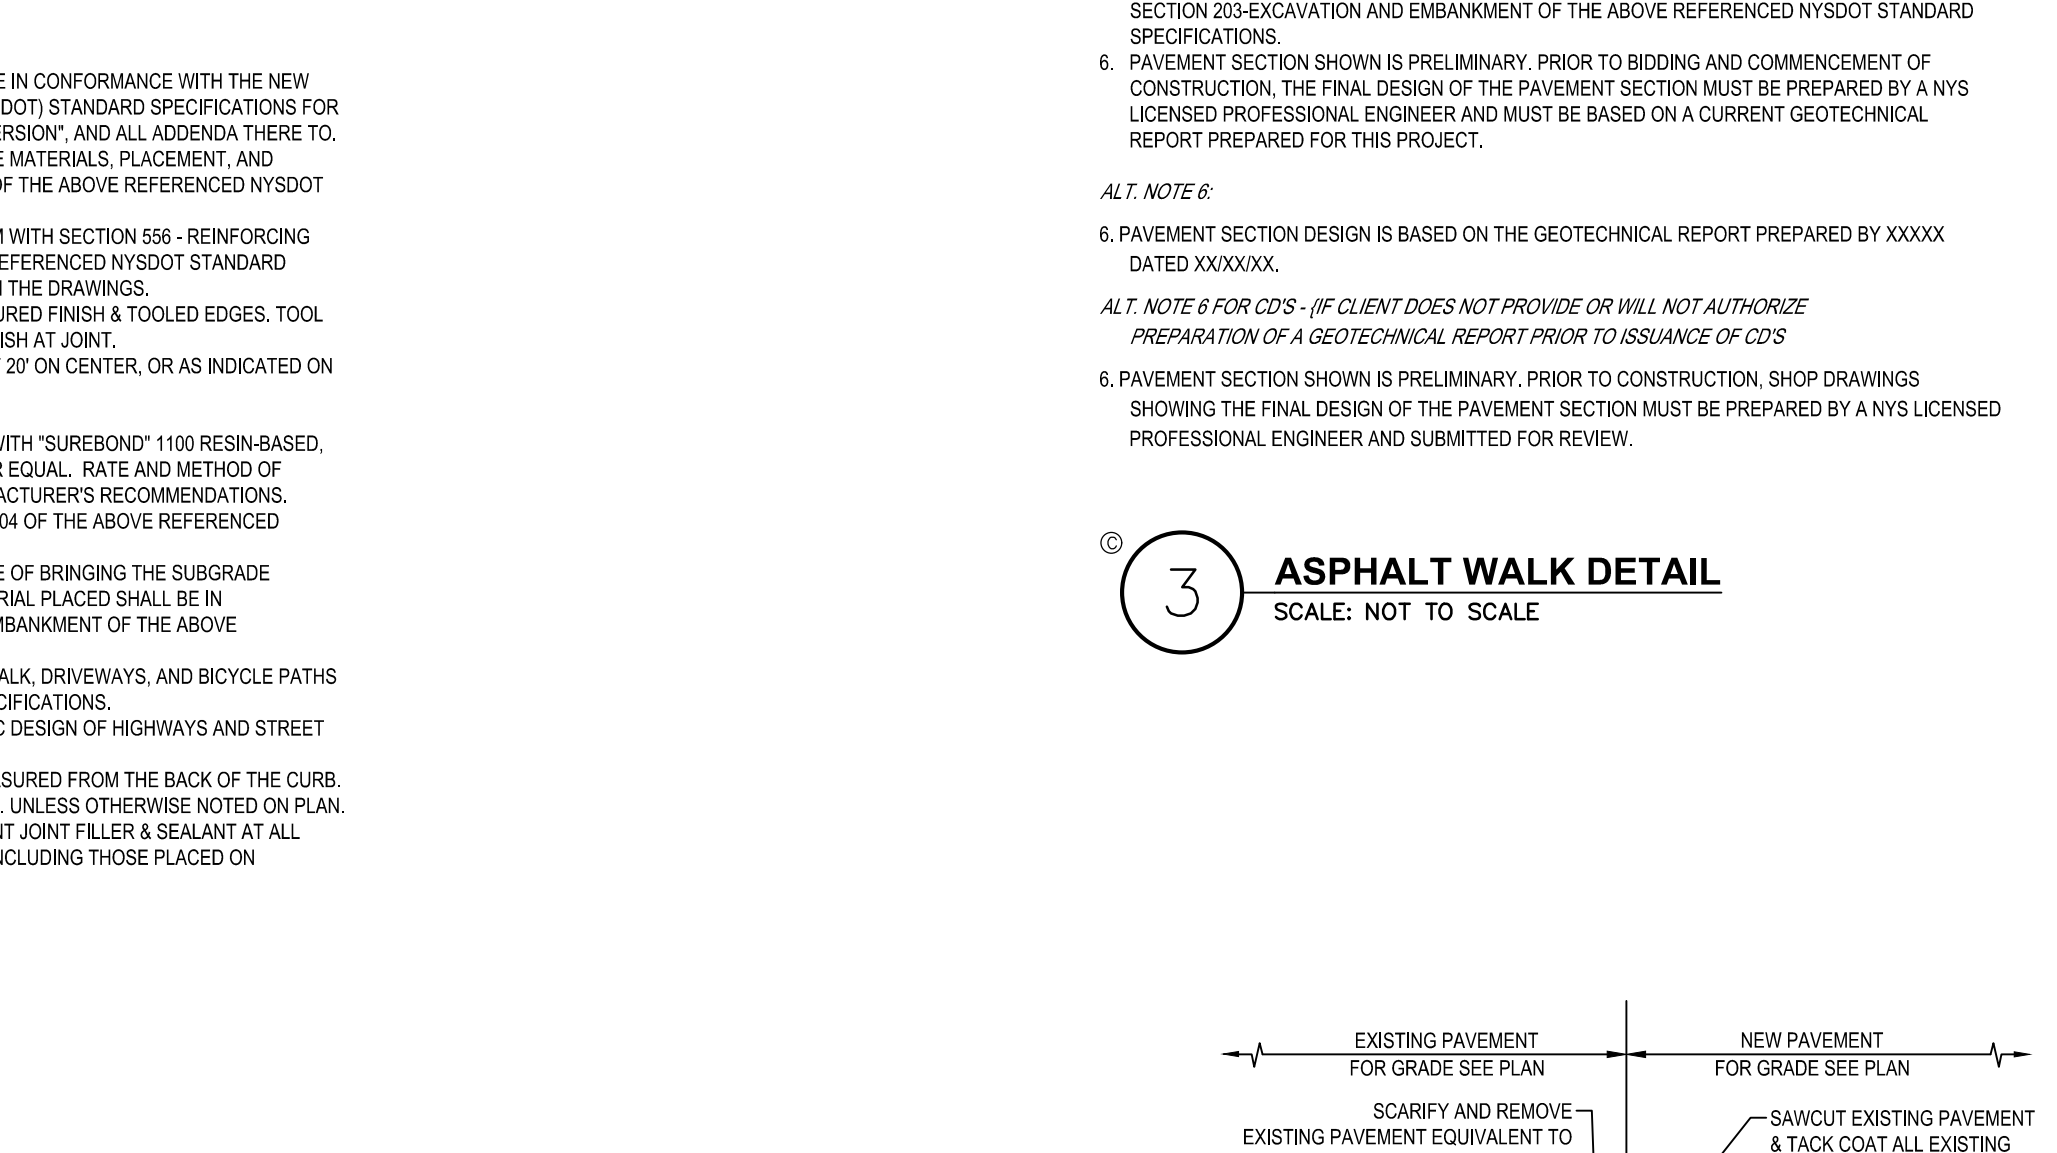 E IN CONFORMANCE WITH THE NEW
DOT) STANDARD SPECIFICATIONS FOR
ERSION", AND ALL ADDENDA THERE TO.
E MATERIALS, PLACEMENT, AND
OF THE ABOVE REFERENCED NYSDOT
WITH SECTION 556 - REINFORCING
EFERENCED NYSDOT STANDARD
THE DRAWINGS.
URED FINISH & TOOLED EDGES. TOOL
ISH AT JOINT.
20' ON CENTER, OR AS INDICATED ON
WITH "SUREBOND" 1100 RESIN-BASED,
R EQUAL. RATE AND METHOD OF
ACTURER'S RECOMMENDATIONS.
04 OF THE ABOVE REFERENCED
E OF BRINGING THE SUBGRADE
RIAL PLACED SHALL BE IN
MBANKMENT OF THE ABOVE
ALK, DRIVEWAYS, AND BICYCLE PATHS
CIFICATIONS.
C DESIGN OF HIGHWAYS AND STREET
SURED FROM THE BACK OF THE CURB.
. UNLESS OTHERWISE NOTED ON PLAN.
NT JOINT FILLER & SEALANT AT ALL
NCLUDING THOSE PLACED ON
SECTION 203-EXCAVATION AND EMBANKMENT OF THE ABOVE REFERENCED NYSDOT STANDARD
SPECIFICATIONS.
6. PAVEMENT SECTION SHOWN IS PRELIMINARY. PRIOR TO BIDDING AND COMMENCEMENT OF
CONSTRUCTION, THE FINAL DESIGN OF THE PAVEMENT SECTION MUST BE PREPARED BY A NYS
LICENSED PROFESSIONAL ENGINEER AND MUST BE BASED ON A CURRENT GEOTECHNICAL
REPORT PREPARED FOR THIS PROJECT.
ALT. NOTE 6:
6. PAVEMENT SECTION DESIGN IS BASED ON THE GEOTECHNICAL REPORT PREPARED BY XXXXX
DATED XX/XX/XX.
ALT. NOTE 6 FOR CD'S - {IF CLIENT DOES NOT PROVIDE OR WILL NOT AUTHORIZE
PREPARATION OF A GEOTECHNICAL REPORT PRIOR TO ISSUANCE OF CD'S
6. PAVEMENT SECTION SHOWN IS PRELIMINARY. PRIOR TO CONSTRUCTION, SHOP DRAWINGS
SHOWING THE FINAL DESIGN OF THE PAVEMENT SECTION MUST BE PREPARED BY A NYS LICENSED
PROFESSIONAL ENGINEER AND SUBMITTED FOR REVIEW.
©
3
ASPHALT WALK DETAIL
SCALE: NOT TO SCALE
EXISTING PAVEMENT
FOR GRADE SEE PLAN
NEW PAVEMENT
FOR GRADE SEE PLAN
SCARIFY AND REMOVE
EXISTING PAVEMENT EQUIVALENT TO
SAWCUT EXISTING PAVEMENT
& TACK COAT ALL EXISTING